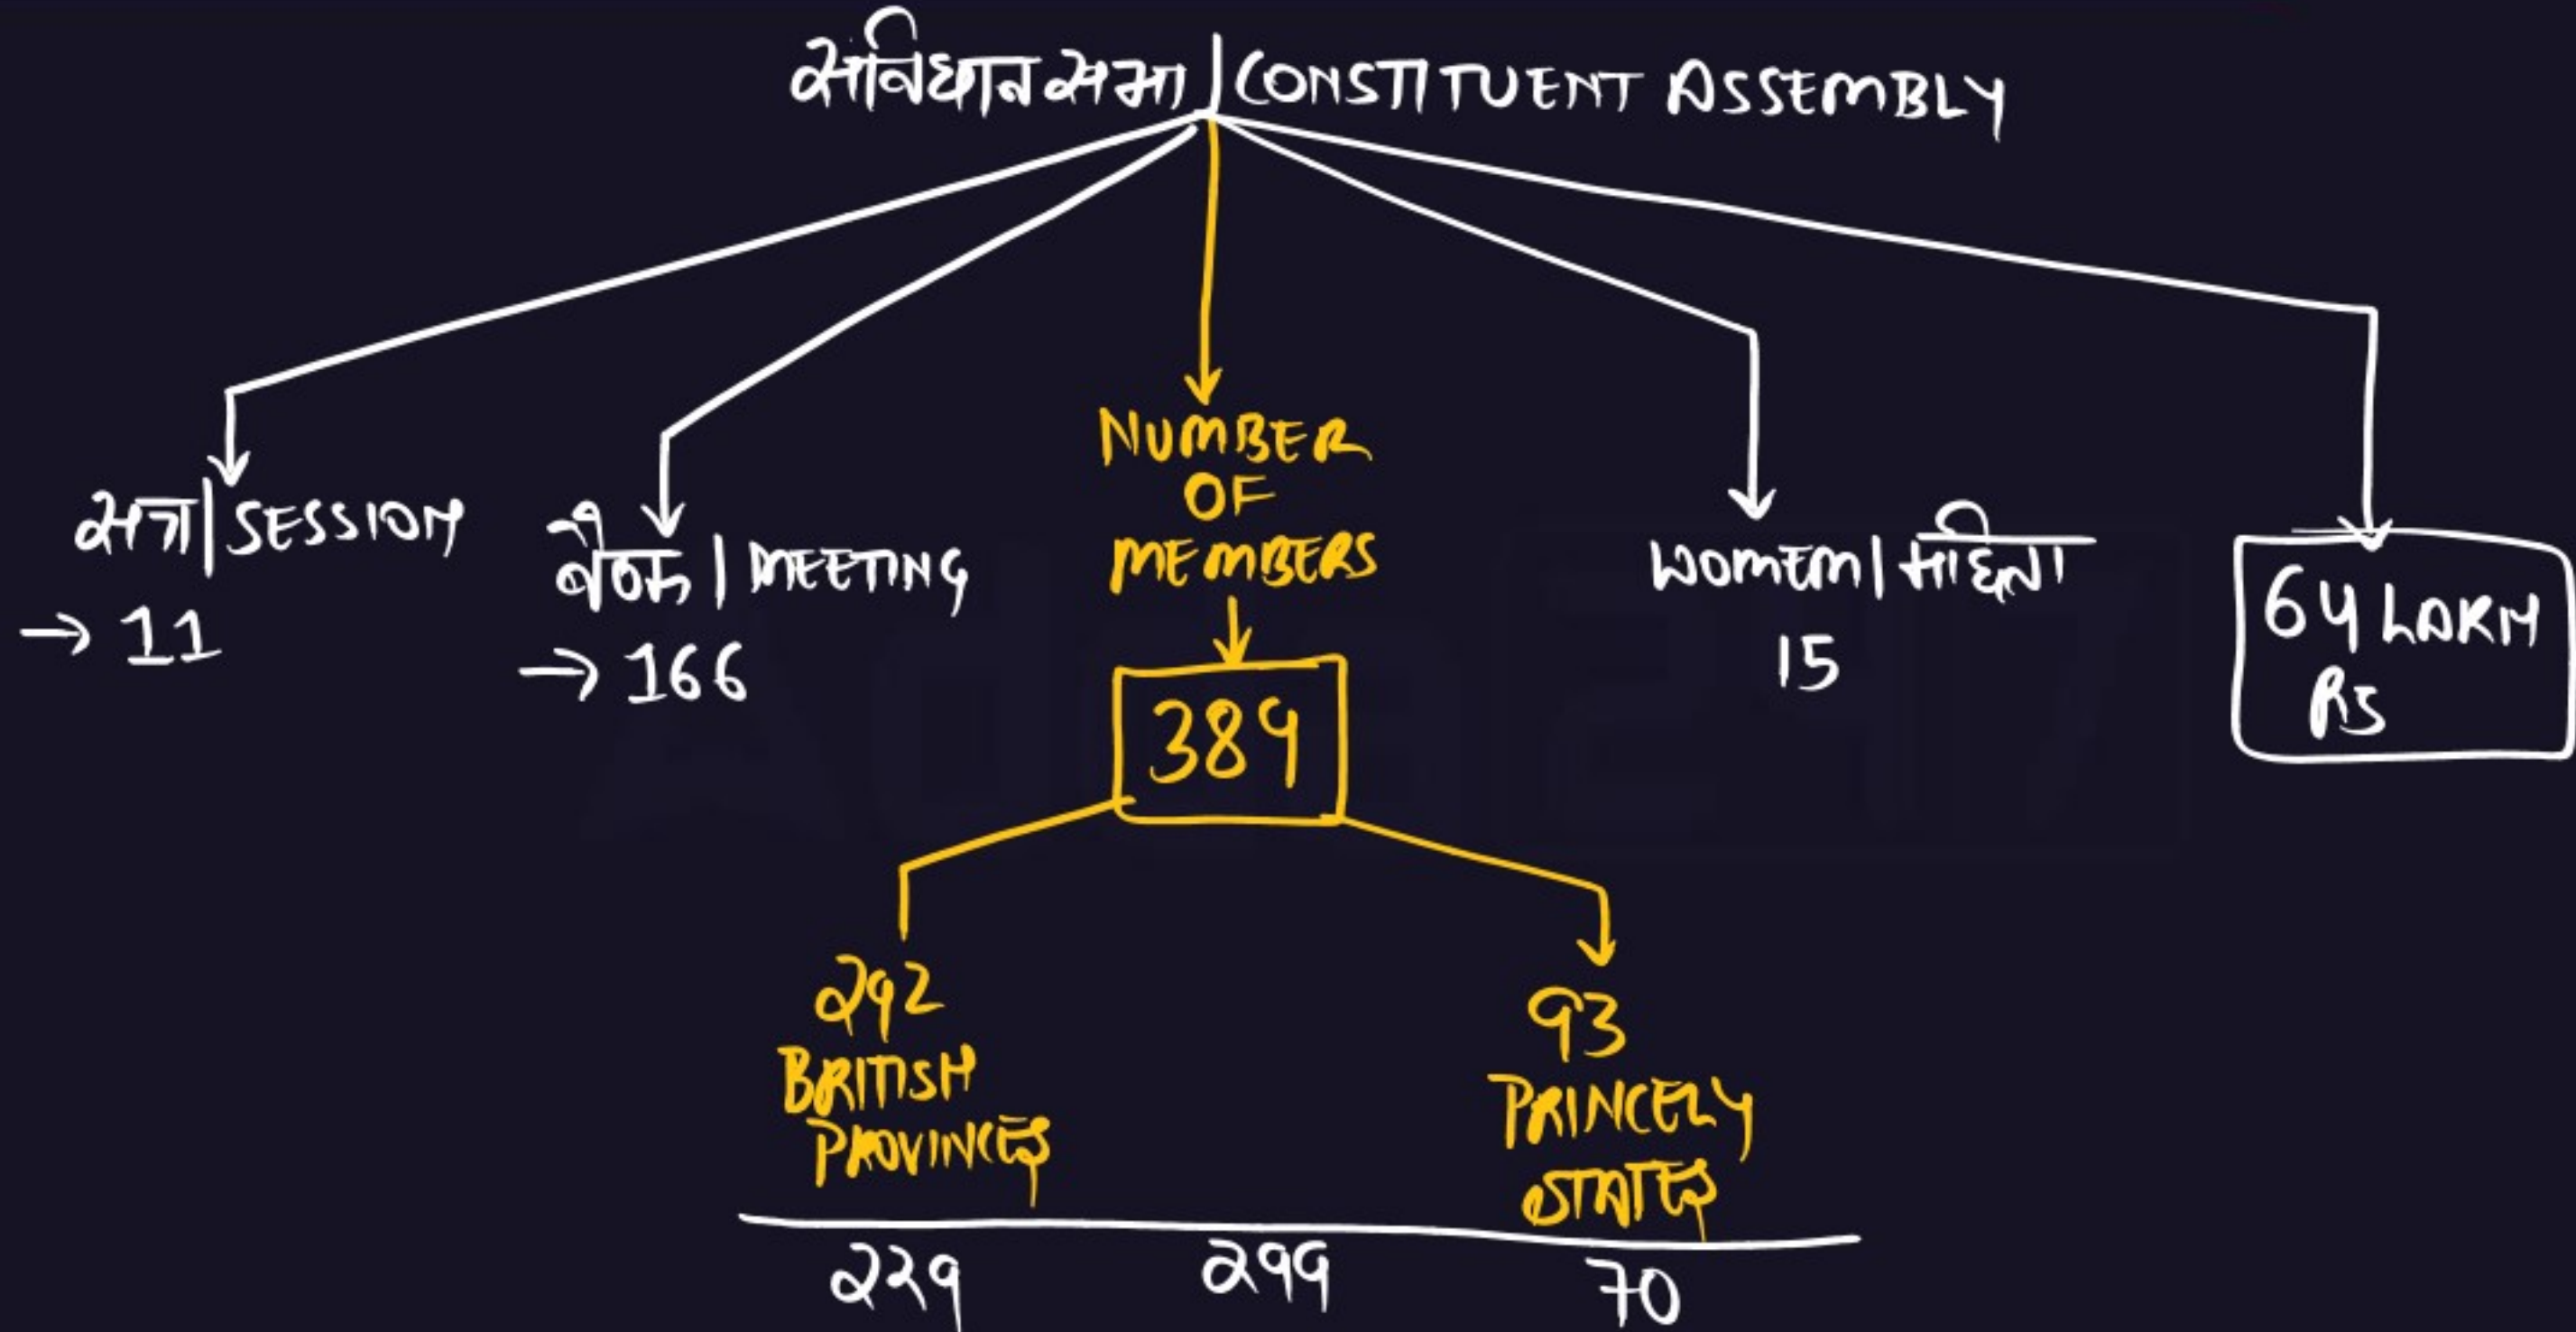 संविधान सभा | CONSTITUENT ASSEMBLY
सत्र | SESSION
→ 11
बैठक | MEETING
→ 166
NUMBER
OF
MEMBERS
389
WOMEN | महिला
15
64 LAKH
RS
292
BRITISH
PROVINCES
93
PRINCELY
STATES
229 299 70